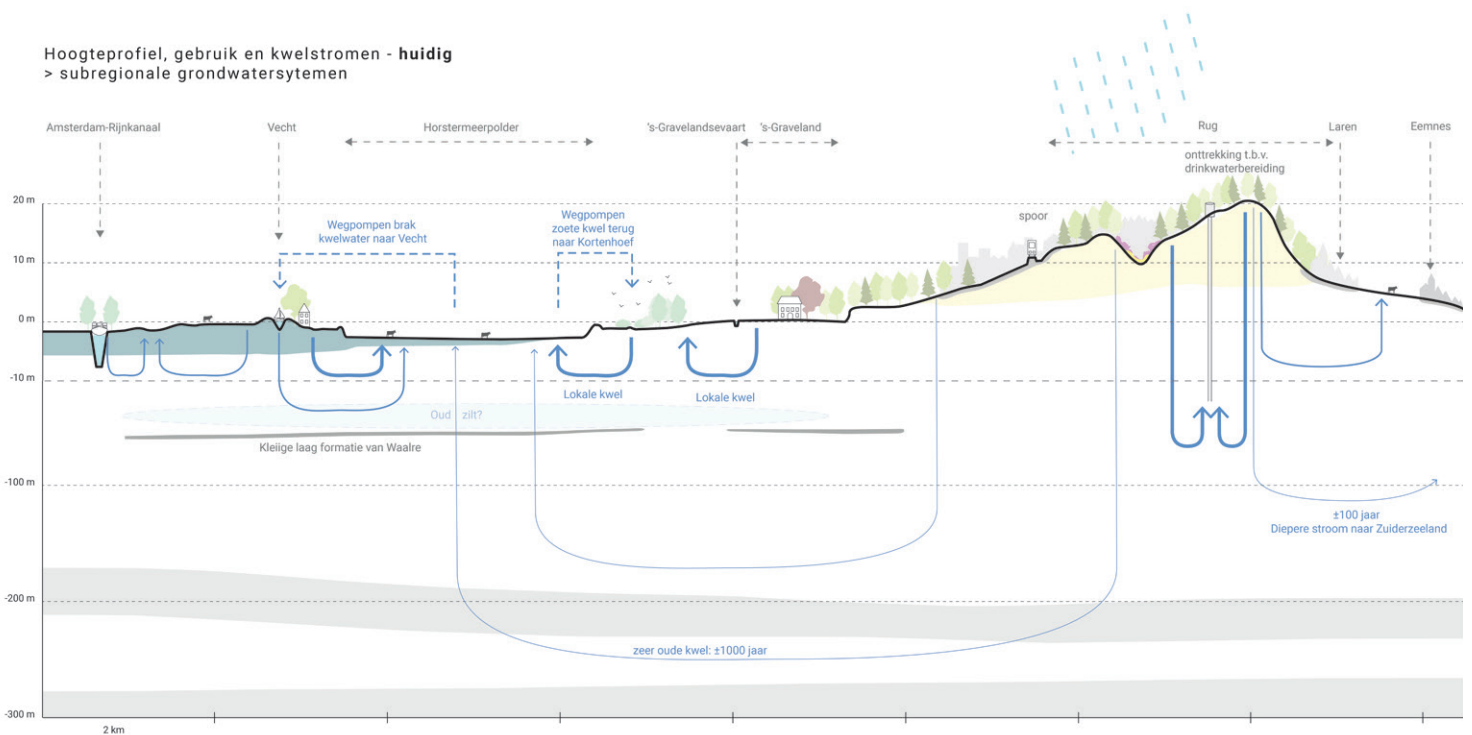 Hoogteprofiel, gebruik en kwelstromen - huidig
> subregionale grondwatersytemen
Amsterdam-Rijnkanaal
Vecht
Horstermeerpolder
's-Gravelandsevaart
's-Graveland
Rug
Laren
Eemnes
onttrekking t.b.v.
drinkwaterbereiding
20 m
Wegpompen brak
kwelwater naar Vecht
Wegpompen
zoete kwel terug
naar Kortenhoef
spoor
10 m
0 m
-10 m
Lokale kwel
Lokale kwel
Oud zilt?
Kleiige laag formatie van Waalre
-100 m
±100 jaar
Diepere stroom naar Zuiderzeeland
-200 m
zeer oude kwel: ±1000 jaar
-300 m
2 km